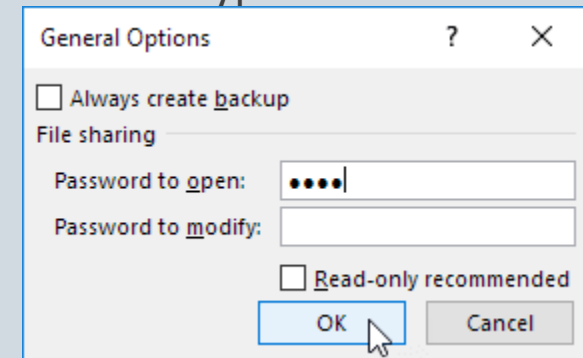 General Options ? ×
Always create backup
File sharing
Password to open: ●●●●
Password to modify:
Read-only recommended
OK Cancel